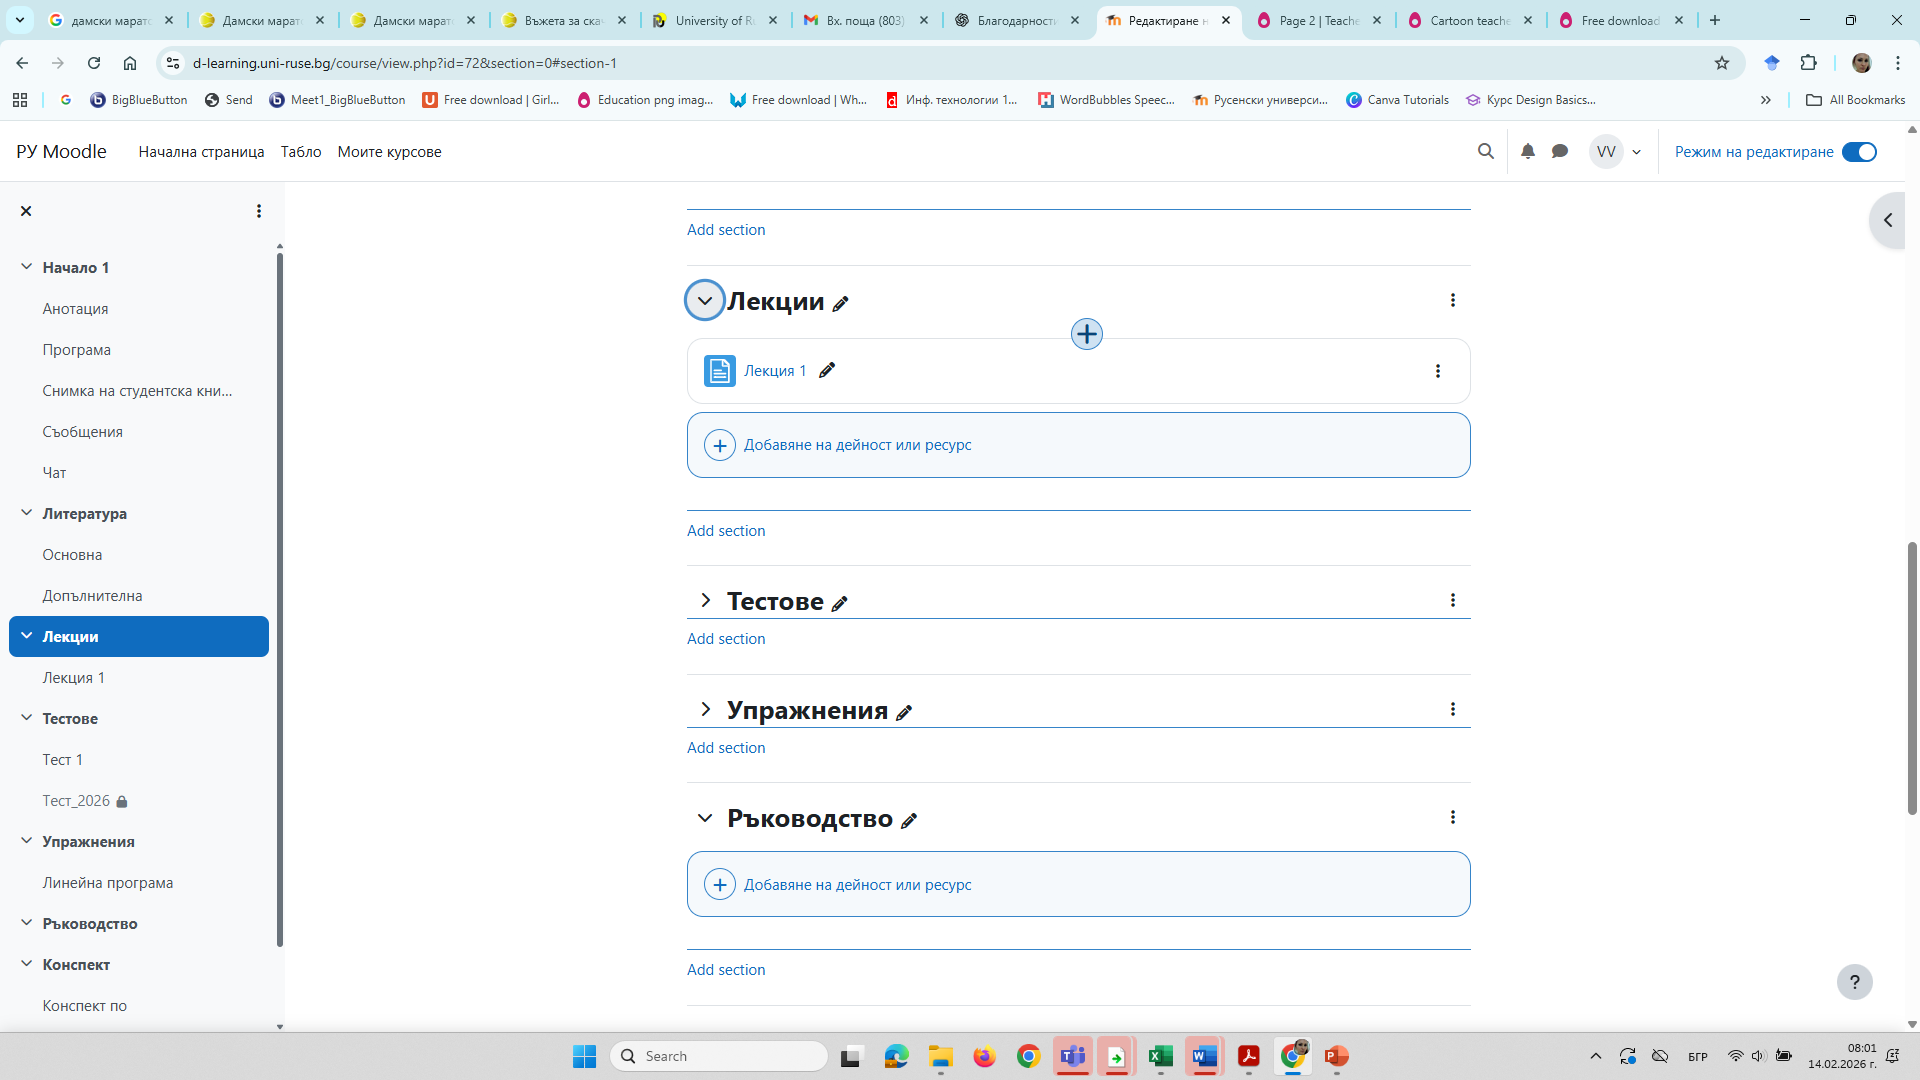 дамски марат
Дамски марат
Дамски марат
Въжета за ска
University of Ru
Вх. поща (803)
Благодарност
Редактиране н
Page 2 | Teache
Cartoon teache
Free download
d-learning.uni-ruse.bg/course/view.php?id=72&section=0#section-1
BigBlueButton
Send
Meet1_BigBlueButton
Free download | Girl...
Education png imag...
Free download | Wh...
Инф. технологии 1...
WordBubbles Speec...
Русенски универси...
Canva Tutorials
Курс Design Basics...
All Bookmarks
РУ Moodle
Начална страница
Табло
Моите курсове
VV
Режим на редактиране
Начало 1
Анотация
Програма
Снимка на студентска кни...
Съобщения
Чат
Литература
Основна
Допълнителна
Лекции
Лекция 1
Тестове
Тест 1
Тест_2026
Упражнения
Линейна програма
Ръководство
Конспект
Конспект по
Add section
Лекции
Лекция 1
Добавяне на дейност или ресурс
Add section
Тестове
Add section
Упражнения
Add section
Ръководство
Добавяне на дейност или ресурс
Add section
?
Search
БГР
08:01
14.02.2026 г.